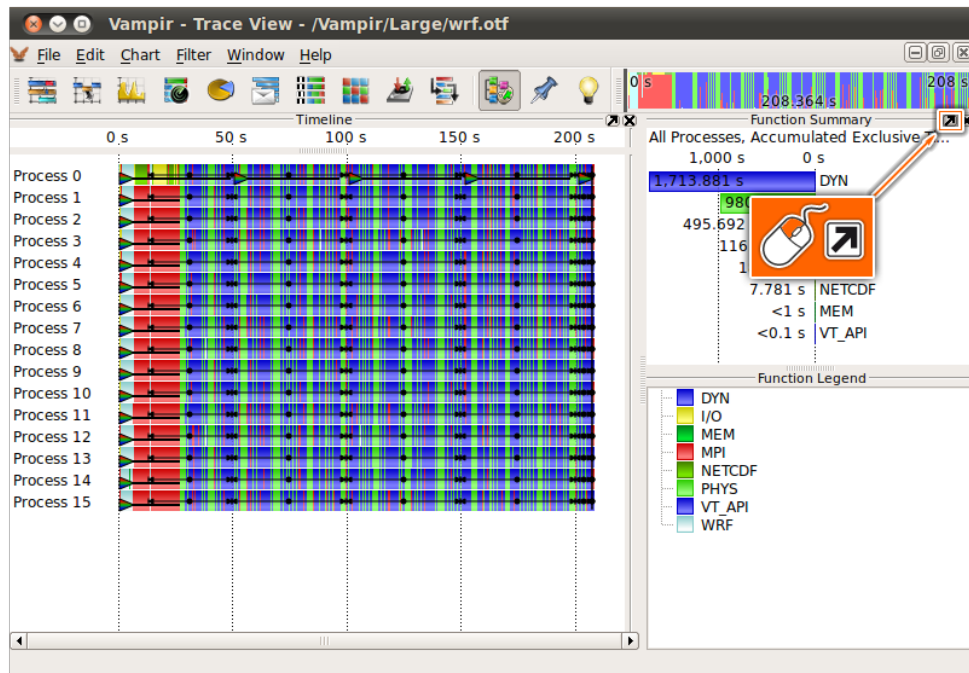 Vampir - Trace View - /Vampir/Large/wrf.otf
File Edit Chart Filter Window Help
0 s 208 s
208.364 s
Timeline
0 s 50 s 100 s 150 s 200 s
Process 0
Process 1
Process 2
Process 3
Process 4
Process 5
Process 6
Process 7
Process 8
Process 9
Process 10
Process 11
Process 12
Process 13
Process 14
Process 15
Function Summary
All Processes, Accumulated Exclusive
1,000 s 0 s
1,713.881 s DYN
980
495.692
116
1
7.781 s NETCDF
<1 s MEM
<0.1 s VT_API
Function Legend
DYN
I/O
MEM
MPI
NETCDF
PHYS
VT_API
WRF